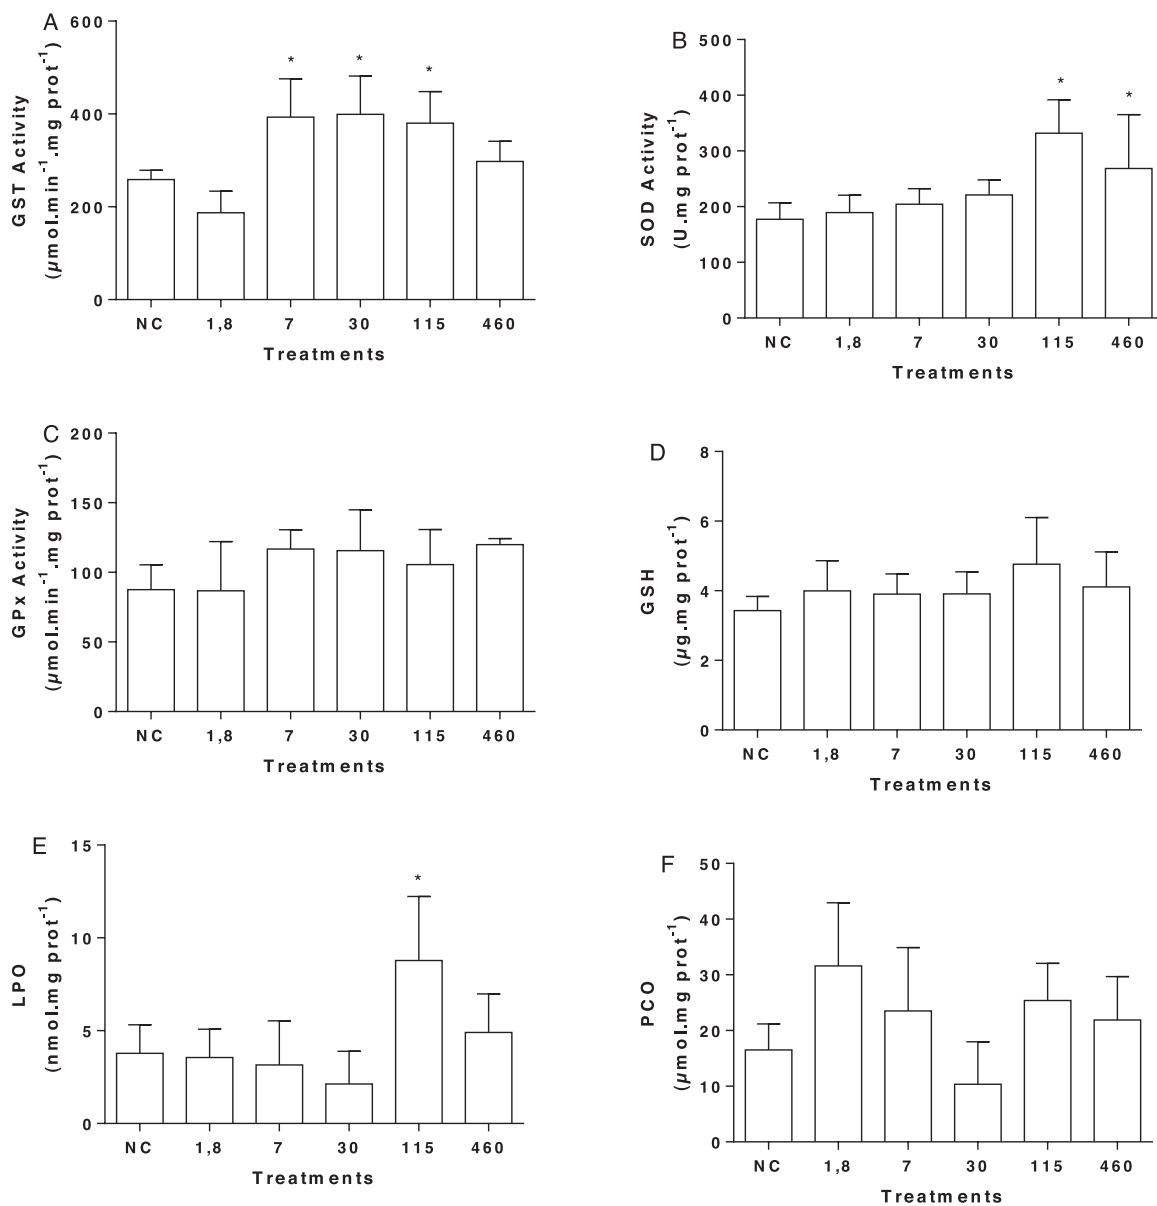 A
GST Activity
(µmol.min-1.mg prot-1)
600
400
200
0
* * *
NC 1,8 7 30 115 460
Treatments
B
SOD Activity
(U.mg prot-1)
500
400
300
200
100
0
* *
NC 1,8 7 30 115 460
Treatments
C
GPx Activity
(µmol.min-1.mg prot-1)
200
150
100
50
0
NC 1,8 7 30 115 460
Treatments
D
GSH
(µg.mg prot-1)
8
6
4
2
0
NC 1,8 7 30 115 460
Treatments
E
LPO
(nmol.mg prot-1)
15
10
5
0
*
NC 1,8 7 30 115 460
Treatments
F
PCO
(µmol.mg prot-1)
50
40
30
20
10
0
NC 1,8 7 30 115 460
Treatments